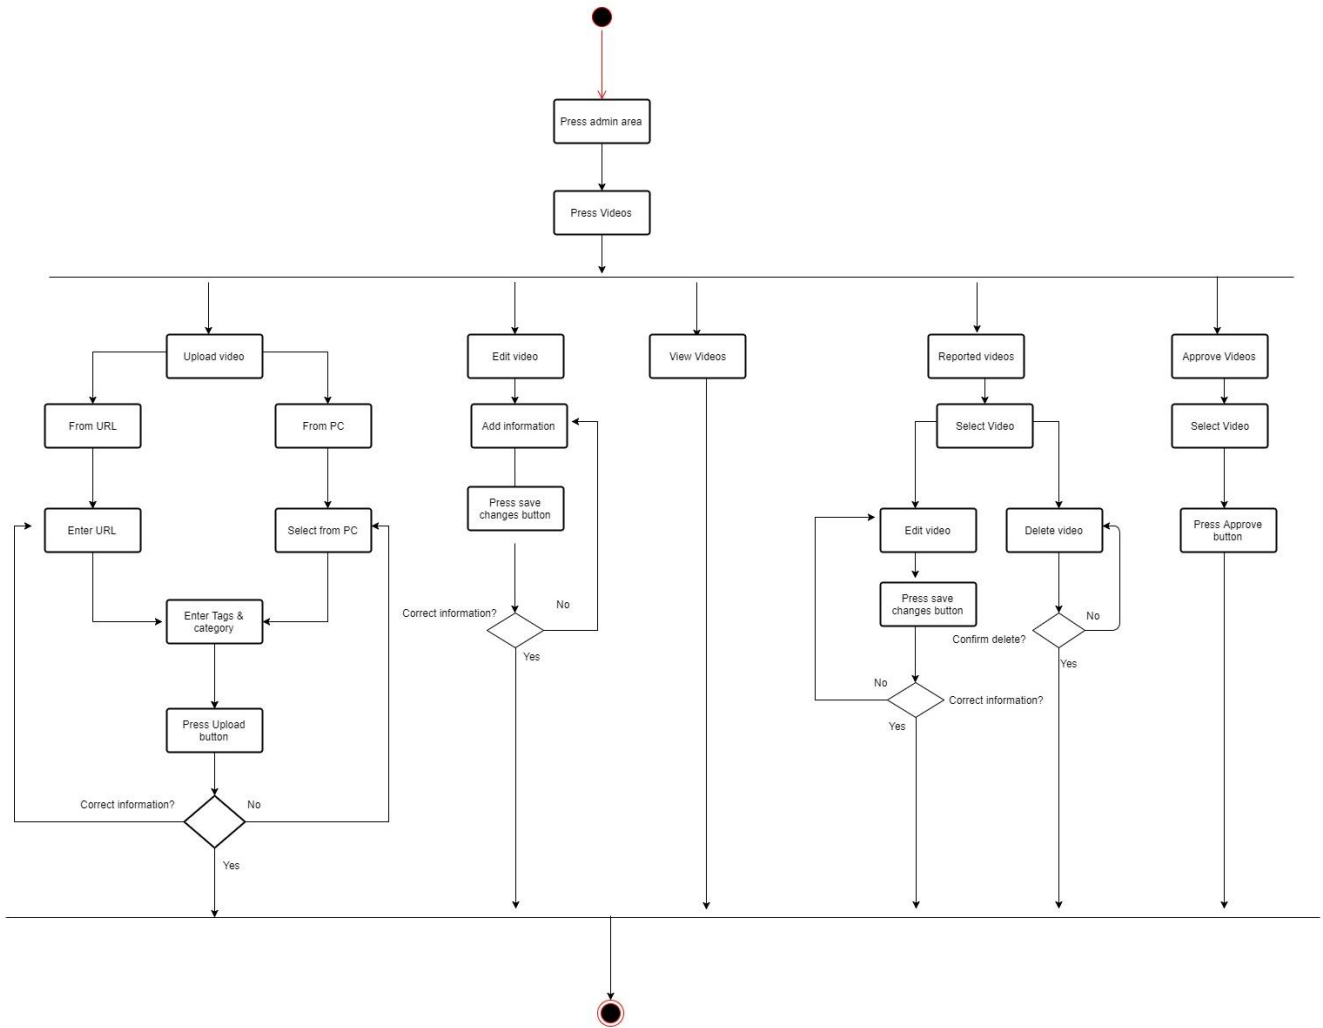 Press admin area
Press Videos
Upload video
Edit video
View Videos
Reported videos
Approve Videos
From URL
From PC
Add information
Select Video
Select Video
Enter URL
Select from PC
Press save
changes button
Edit video
Delete video
Press Approve
button
Enter Tags &
category
Correct information?
No
Yes
Press save
changes button
Confirm delete?
No
Yes
No
Correct information?
Yes
Press Upload
button
Correct information?
No
Yes